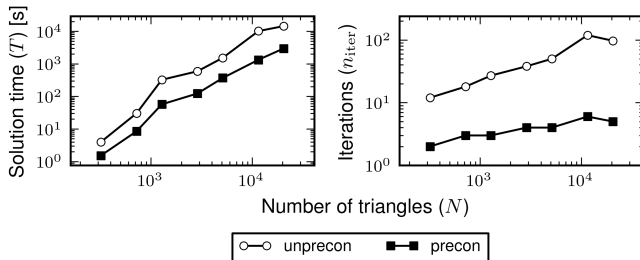 Solution time (T) [s]
10^4
10^3
10^2
10^1
10^0
10^3
10^4
Iterations (n_iter)
10^2
10^1
10^0
10^3
10^4
Number of triangles (N)
unprecon
precon